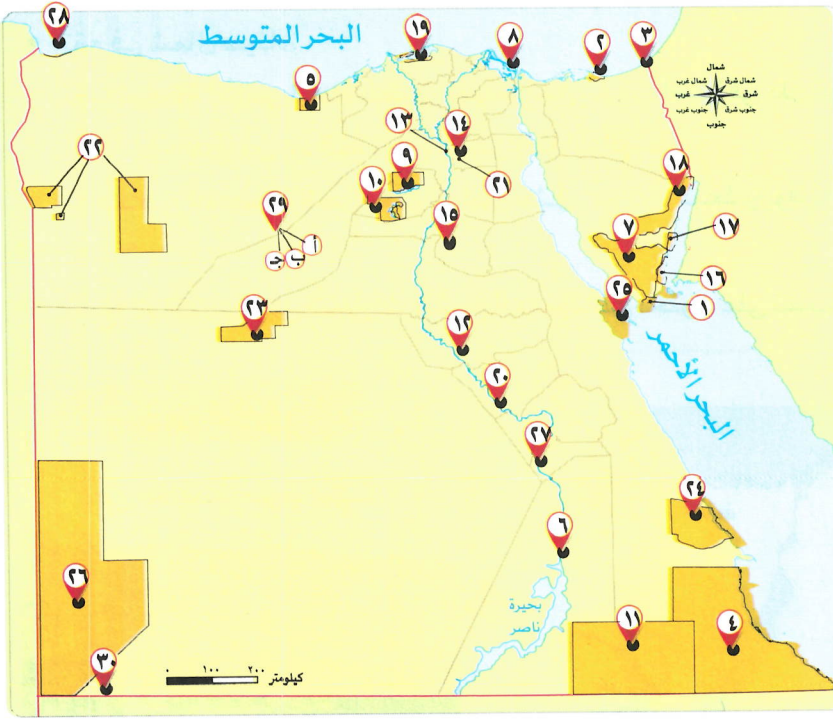 ٢٨
البحر المتوسط
١٩
٨
٢
٣
شمال
شمال غرب
شمال شرق
غرب
شرق
جنوب غرب
جنوب شرق
جنوب
٥
١٣
١٤
٢٢
٩
٢١
١٨
١٠
٢٩
أ
ب
جـ
١٥
٧
١٧
١٦
٢٥
١
٢٣
١٢
البحر الأحمر
٢٠
٢٧
٢٤
٦
٢٦
بحيرة
ناصر
١١
٤
٣٠
٠ ١٠٠ ٢٠٠
كيلومتر